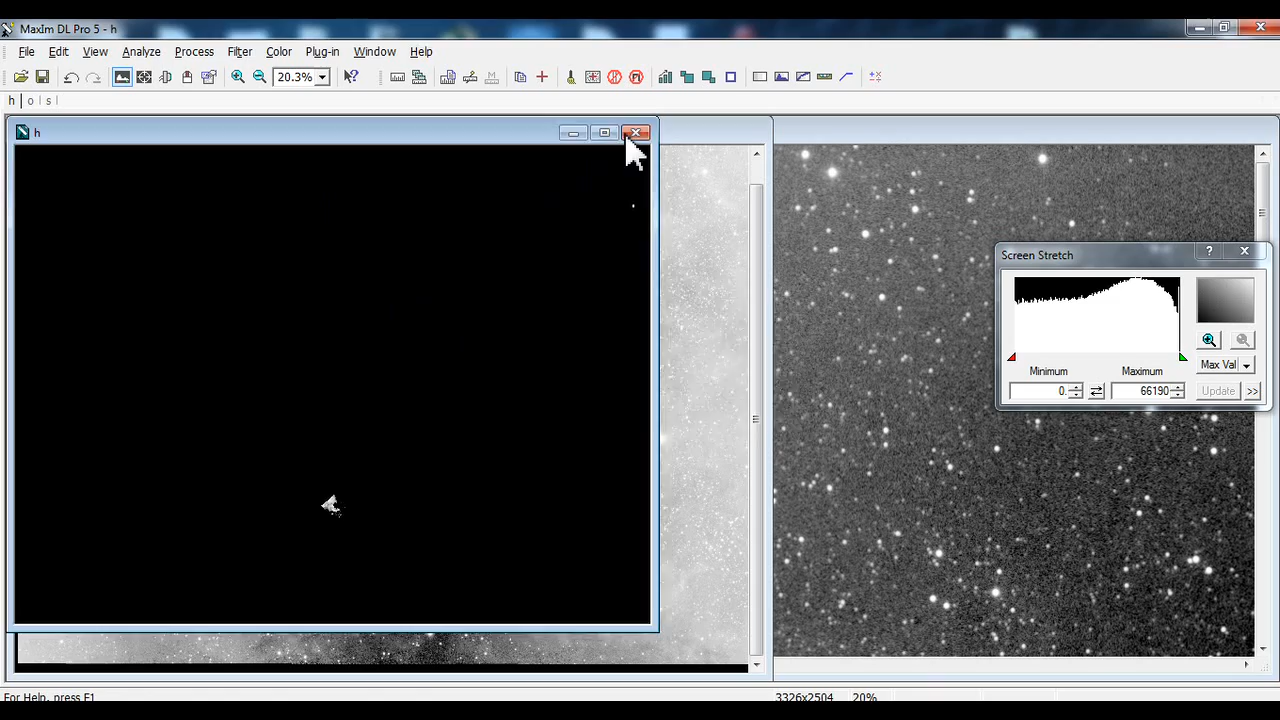 MaxIm DL Pro 5 - h
File Edit View Analyze Process Filter Color Plug-in Window Help
20.3%
h o s
h
Screen Stretch
Minimum Maximum
Max Val
0. 66190 Update >>
For Help, press F1 3326x2504 20%